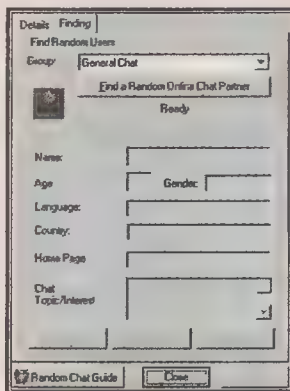 Details Finding
Find Random Users
Group: General Chat
Find a Random Online Chat Partner
Ready
Name:
Age Gender:
Language:
Country:
Home Page
Chat
Topic/Interest
Random Chat Guide Close